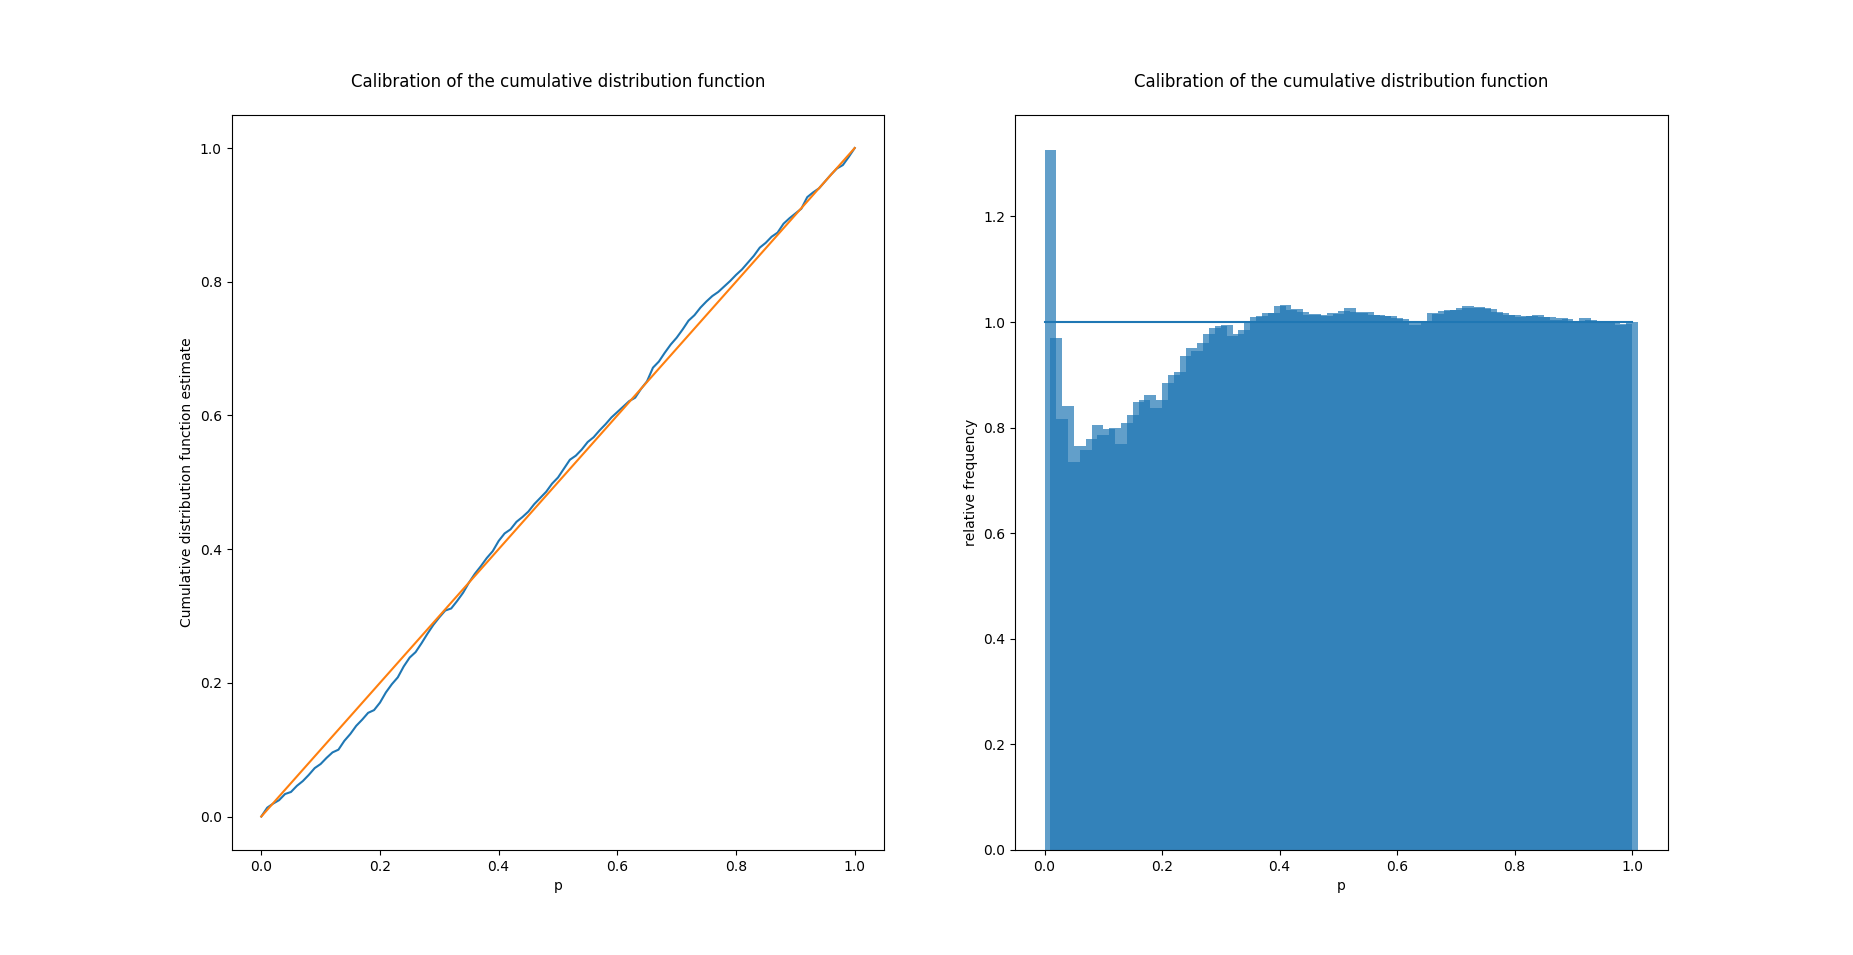 Calibration of the cumulative distribution function
Cumulative distribution function estimate
1.0
0.8
0.6
0.4
0.2
0.0
0.0 0.2 0.4 0.6 0.8 1.0
p
Calibration of the cumulative distribution function
relative frequency
1.2
1.0
0.8
0.6
0.4
0.2
0.0
0.0 0.2 0.4 0.6 0.8 1.0
p